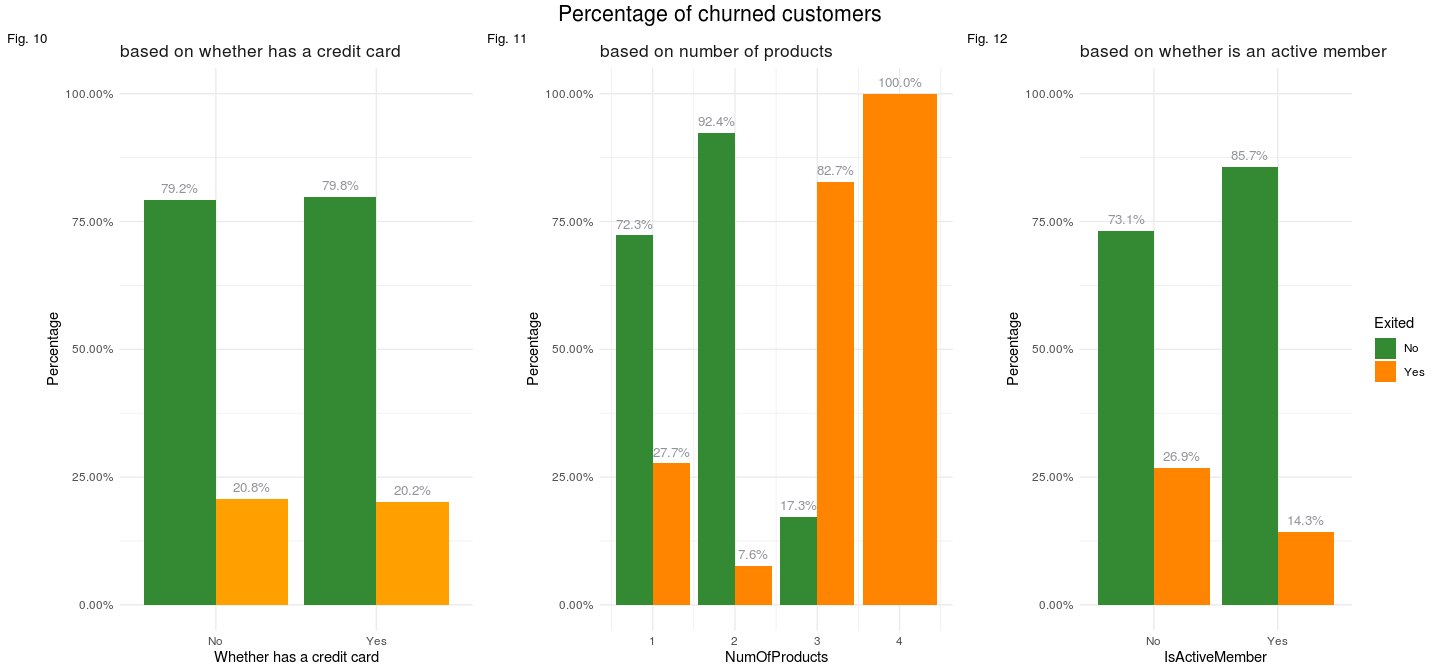 Percentage of churned customers
Fig. 10
based on whether has a credit card
100.00%
75.00%
50.00%
25.00%
0.00%
Percentage
79.2%
20.8%
79.8%
20.2%
No
Yes
Whether has a credit card
Fig. 11
based on number of products
100.00%
75.00%
50.00%
25.00%
0.00%
Percentage
72.3%
27.7%
92.4%
7.6%
17.3%
82.7%
100.0%
1
2
3
4
NumOfProducts
Fig. 12
based on whether is an active member
100.00%
75.00%
50.00%
25.00%
0.00%
Percentage
73.1%
26.9%
85.7%
14.3%
No
Yes
IsActiveMember
Exited
No
Yes